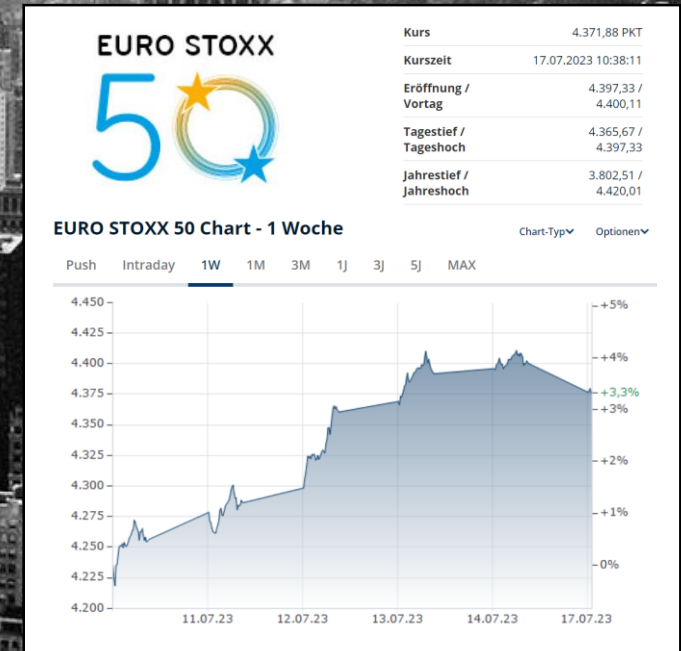 EURO STOXX
50
Kurs 4.371,88 PKT
Kurszeit 17.07.2023 10:38:11
Eröffnung / 4.397,33 /
Vortag 4.400,11
Tagestief / 4.365,67 /
Tageshoch 4.397,33
Jahrestief / 3.802,51 /
Jahreshoch 4.420,01
EURO STOXX 50 Chart - 1 Woche
Chart-Typ Optionen
Push Intraday 1W 1M 3M 1J 3J 5J MAX
4.450 +5%
4.425
4.400 +4%
4.375 +3,3%
+3%
4.350
4.325 +2%
4.300
4.275 +1%
4.250
0%
4.225
4.200
11.07.23 12.07.23 13.07.23 14.07.23 17.07.23